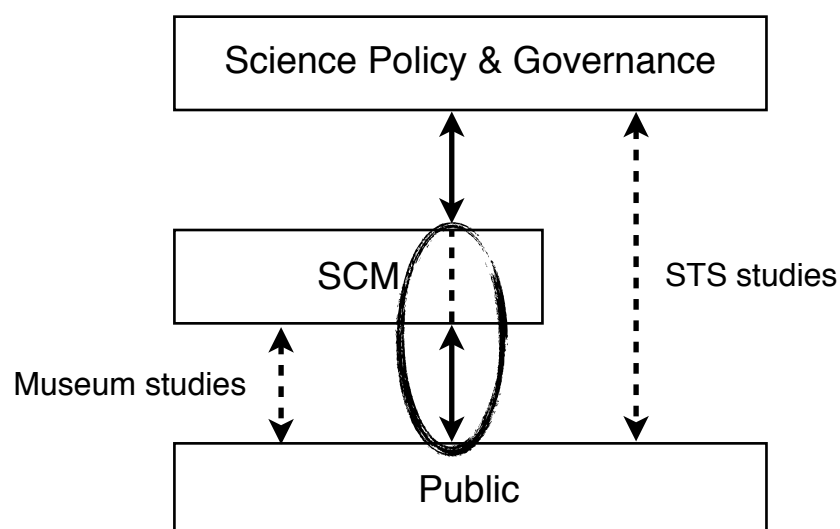 Science Policy & Governance
SCM
STS studies
Museum studies
Public